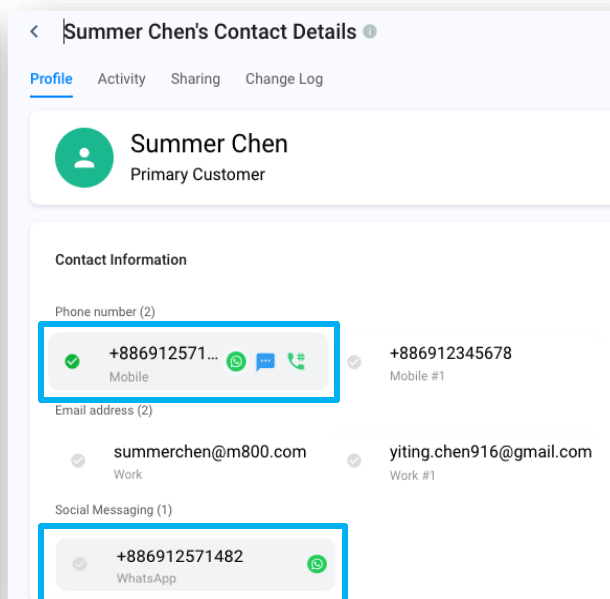 Summer Chen's Contact Details
Profile Activity Sharing Change Log
Summer Chen
Primary Customer
Contact Information
Phone number (2)
+886912571... +886912345678
Mobile Mobile #1
Email address (2)
summerchen@m800.com yiting.chen916@gmail.com
Work Work #1
Social Messaging (1)
+886912571482
WhatsApp